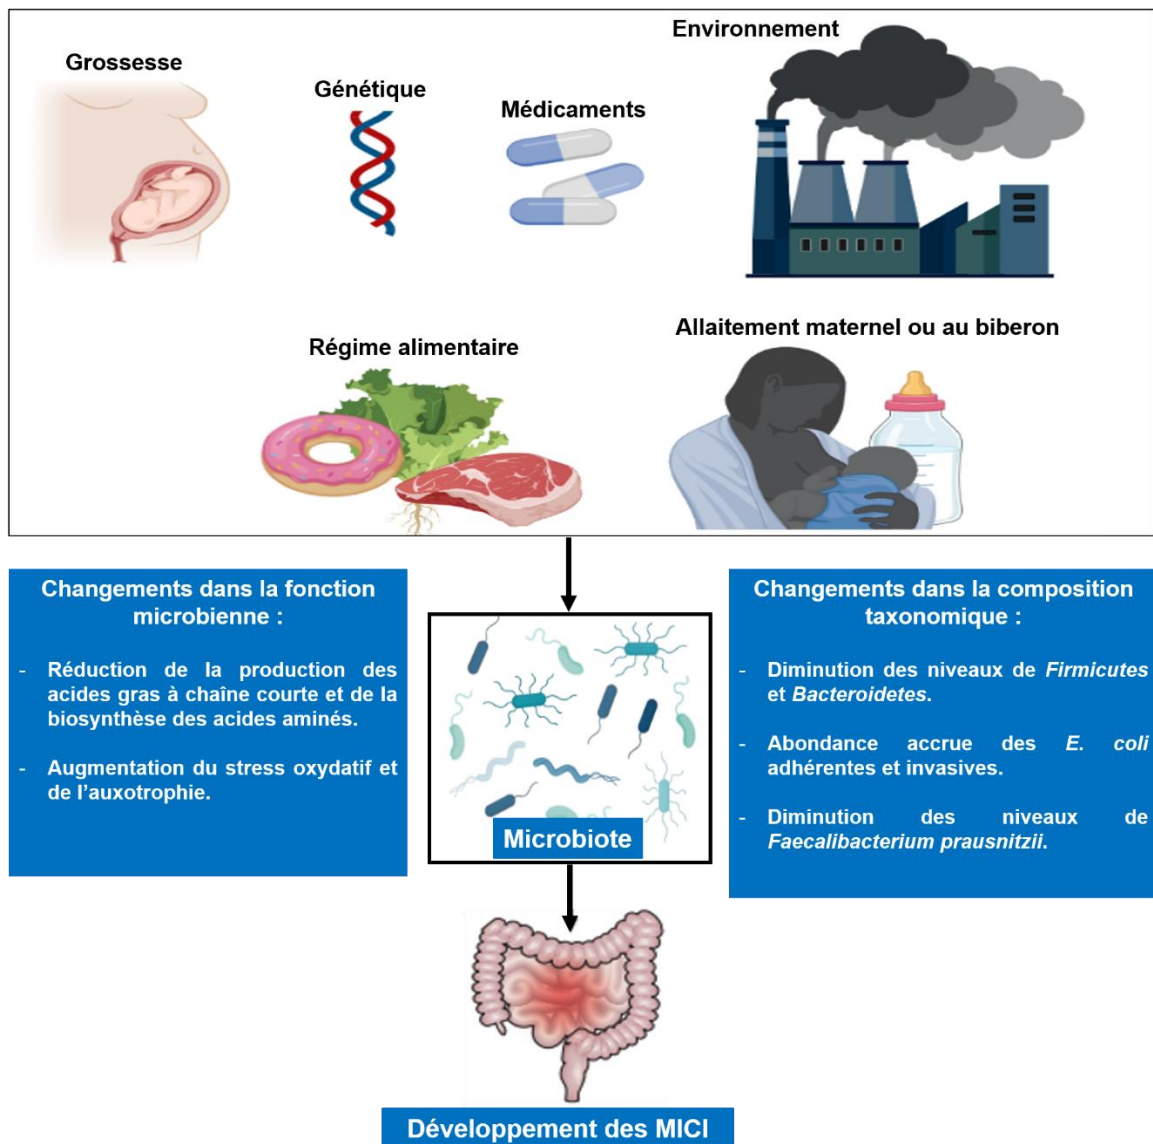 Environnement
Grossesse
Génétique
Médicaments
Allaitement maternel ou au biberon
Régime alimentaire
Changements dans la fonction
microbienne :
- Réduction de la production des
acides gras à chaîne courte et de la
biosynthèse des acides aminés.
- Augmentation du stress oxydatif et
de l’auxotrophie.
Changements dans la composition
taxonomique :
- Diminution des niveaux de Firmicutes
et Bacteroidetes.
- Abondance accrue des E. coli
adhérentes et invasives.
- Diminution des niveaux de
Faecalibacterium prausnitzii.
Microbiote
Développement des MICI